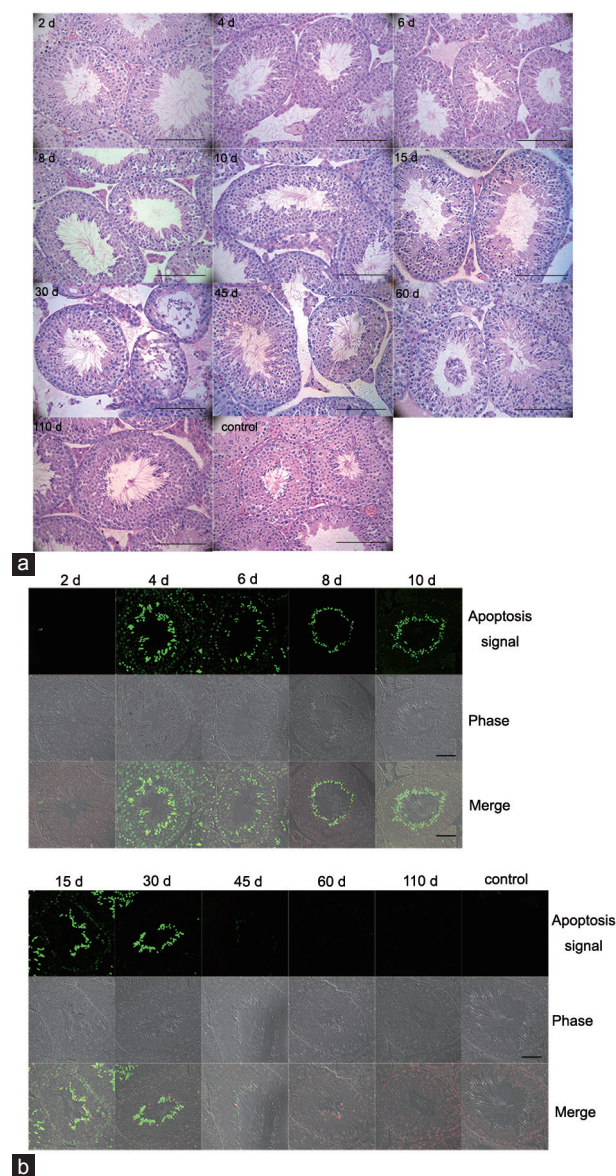 2 d 4 d 6 d
8 d 10 d 15 d
30 d 45 d 60 d
110 d control
a
2 d 4 d 6 d 8 d 10 d
Apoptosis
signal
Phase
Merge
15 d 30 d 45 d 60 d 110 d control
Apoptosis
signal
Phase
Merge
b